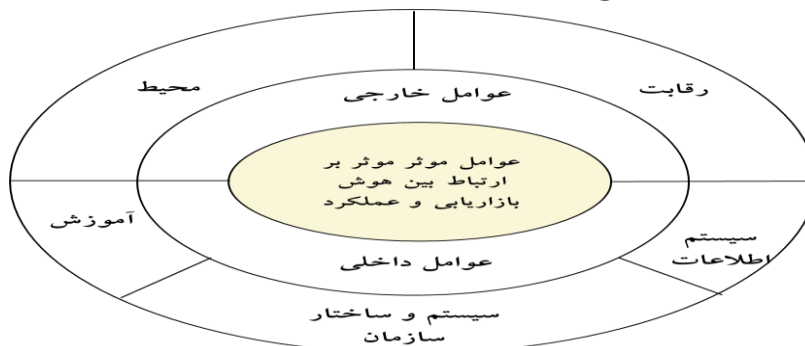 محیط
رقابت
عوامل خارجی
عوامل موثر موثر بر
ارتباط بین هوش
بازاریابی و عملکرد
آموزش
سیستم
اطلاعات
عوامل داخلی
سیستم و ساختار
سازمان